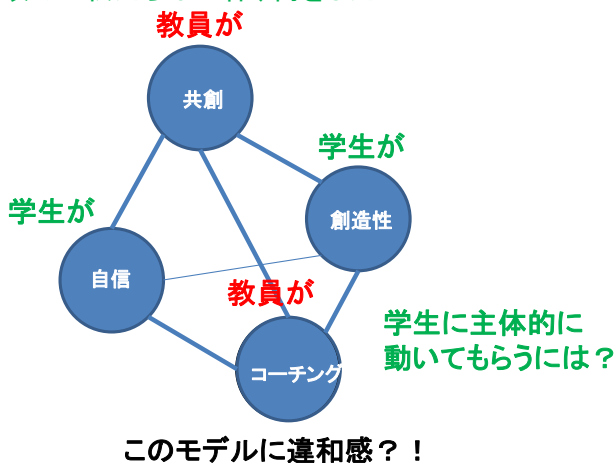 教員が
共創
学生が
創造性
学生が
自信
教員が
コーチング
学生に主体的に
動いてもらうには？
このモデルに違和感？！